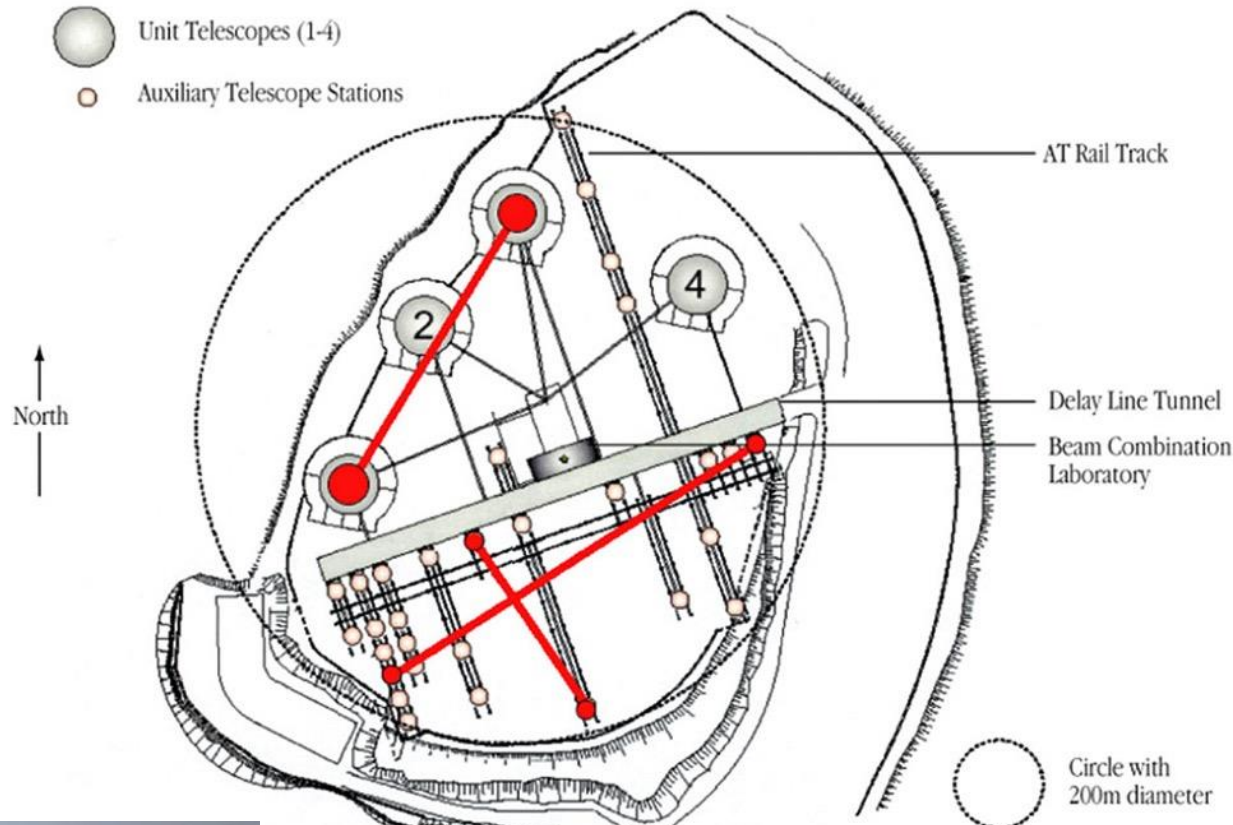 Unit Telescopes (1-4)
Auxiliary Telescope Stations
AT Rail Track
4
2
North
Delay Line Tunnel
Beam Combination
Laboratory
Circle with
200m diameter